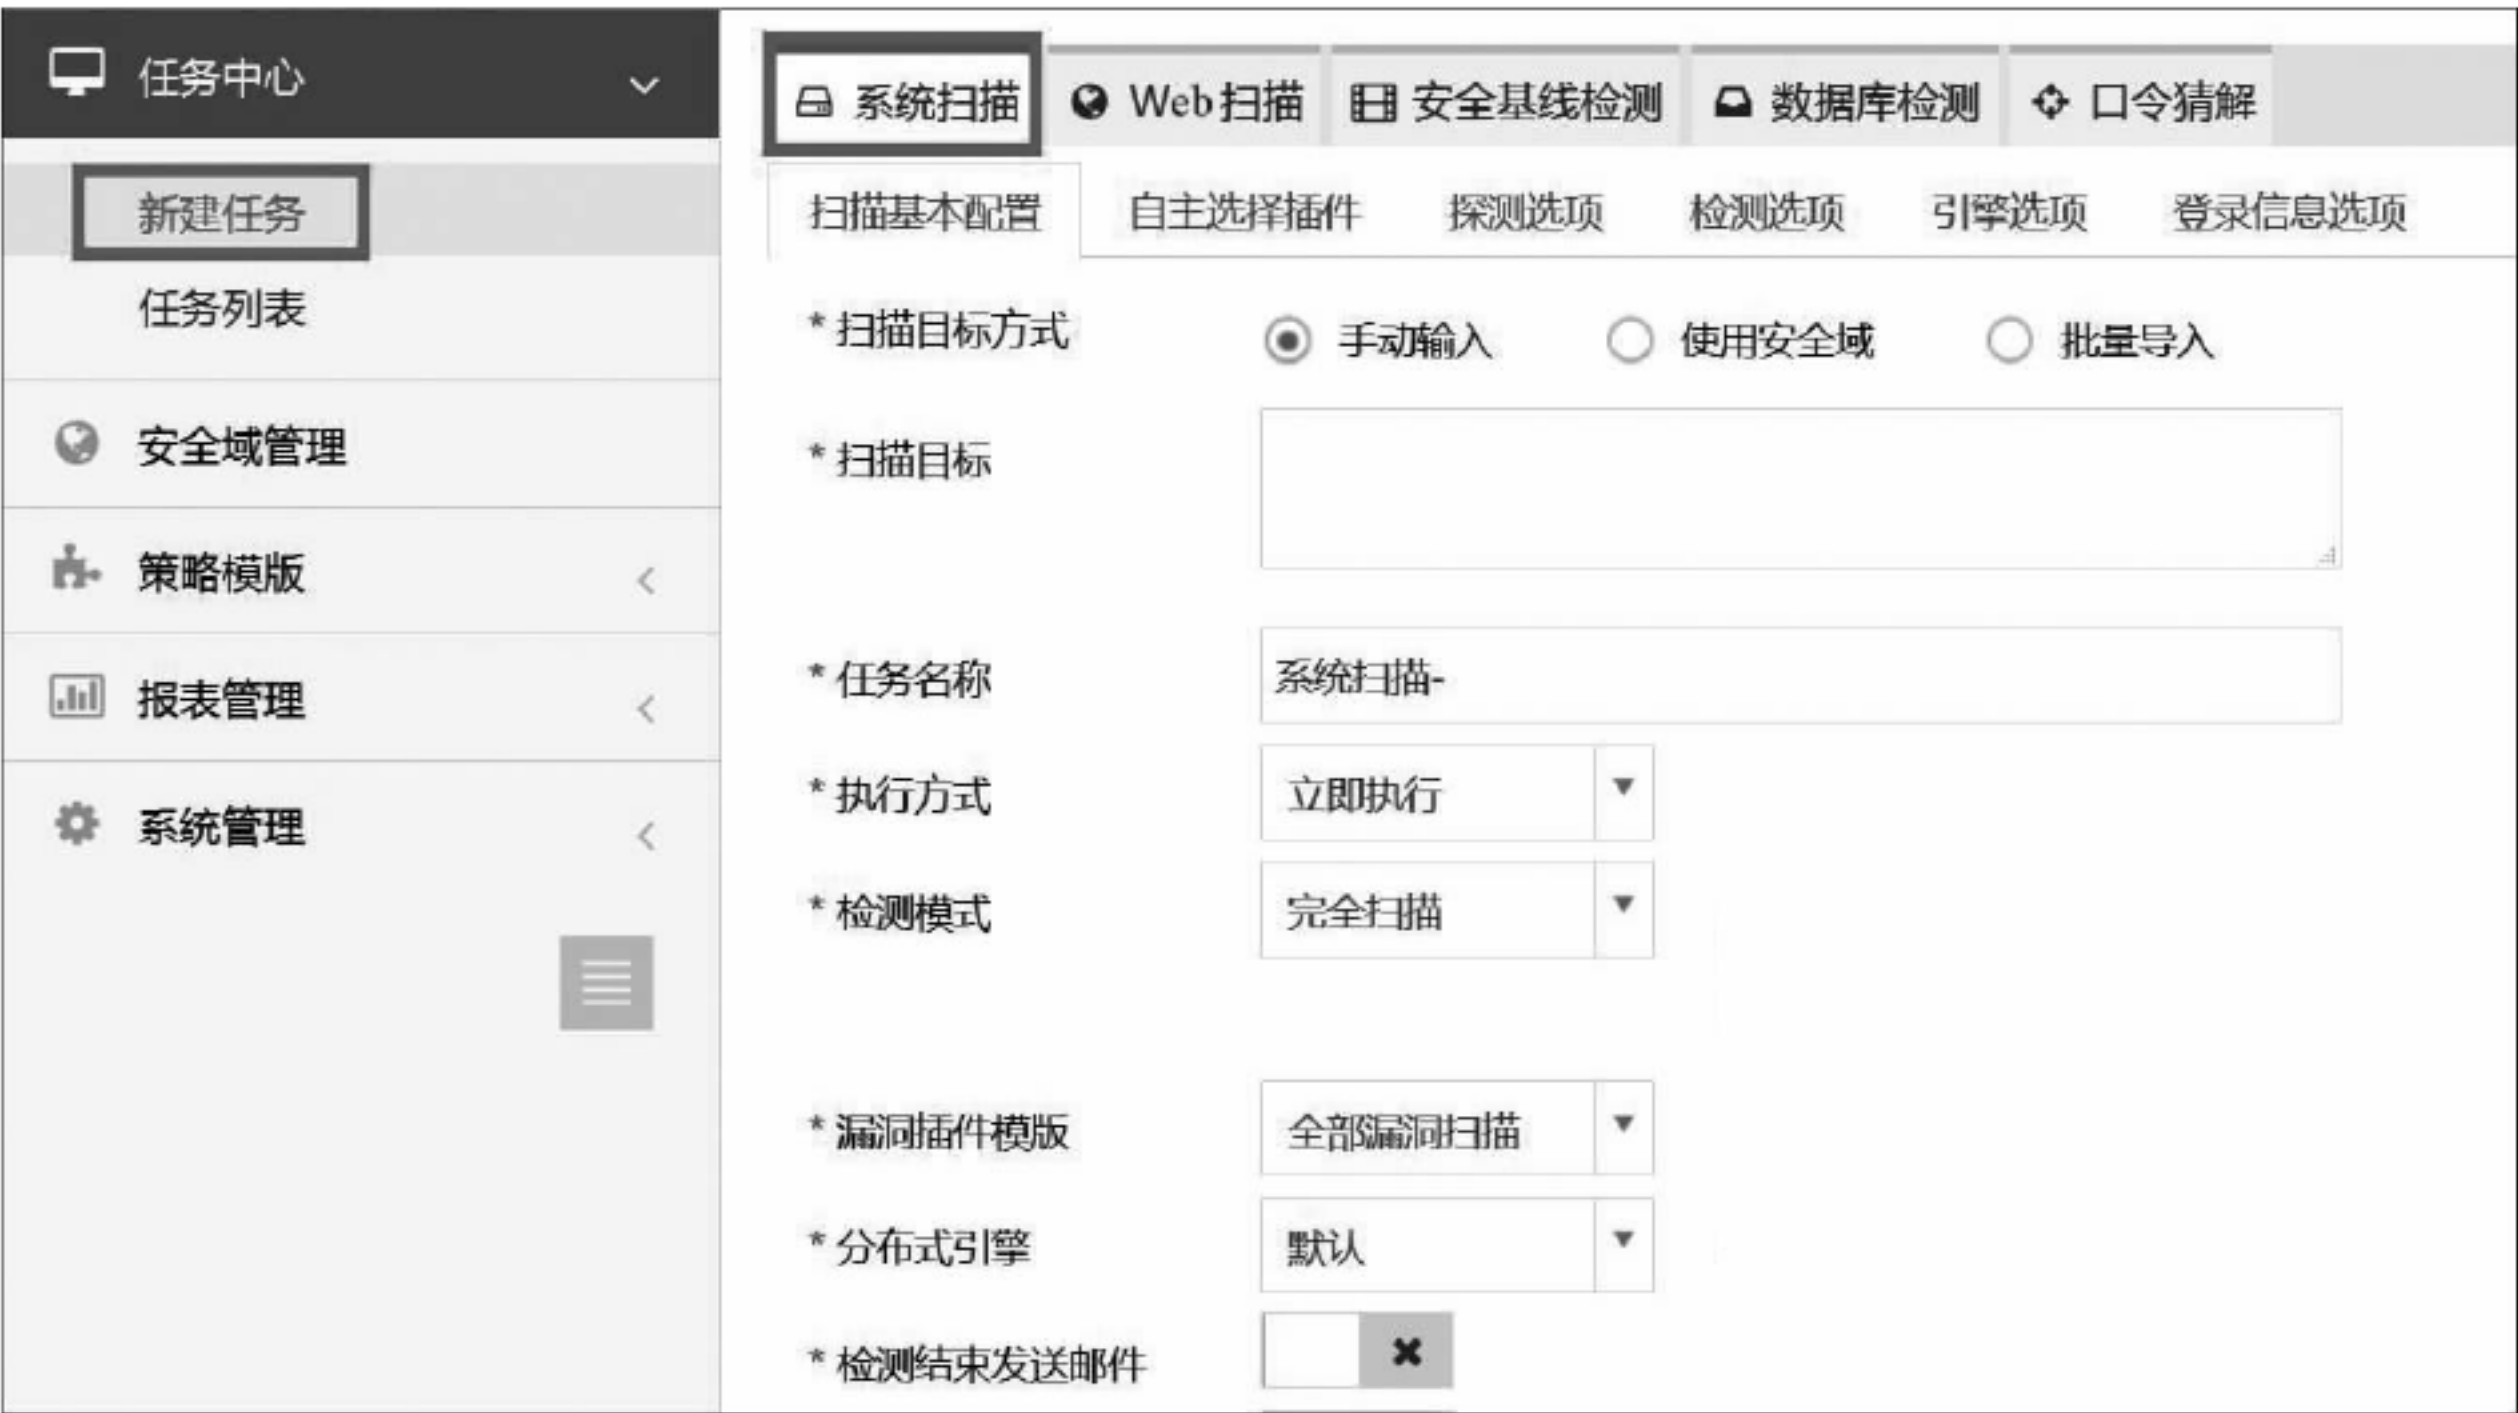 任务中心
新建任务
任务列表
安全域管理
策略模版
报表管理
系统管理
系统扫描 Web扫描 安全基线检测 数据库检测 口令猜解
扫描基本配置 自主选择插件 探测选项 检测选项 引擎选项 登录信息选项
* 扫描目标方式 手动输入 使用安全域 批量导入
* 扫描目标
* 任务名称 系统扫描-
* 执行方式 立即执行
* 检测模式 完全扫描
* 漏洞插件模版 全部漏洞扫描
* 分布式引擎 默认
* 检测结束发送邮件